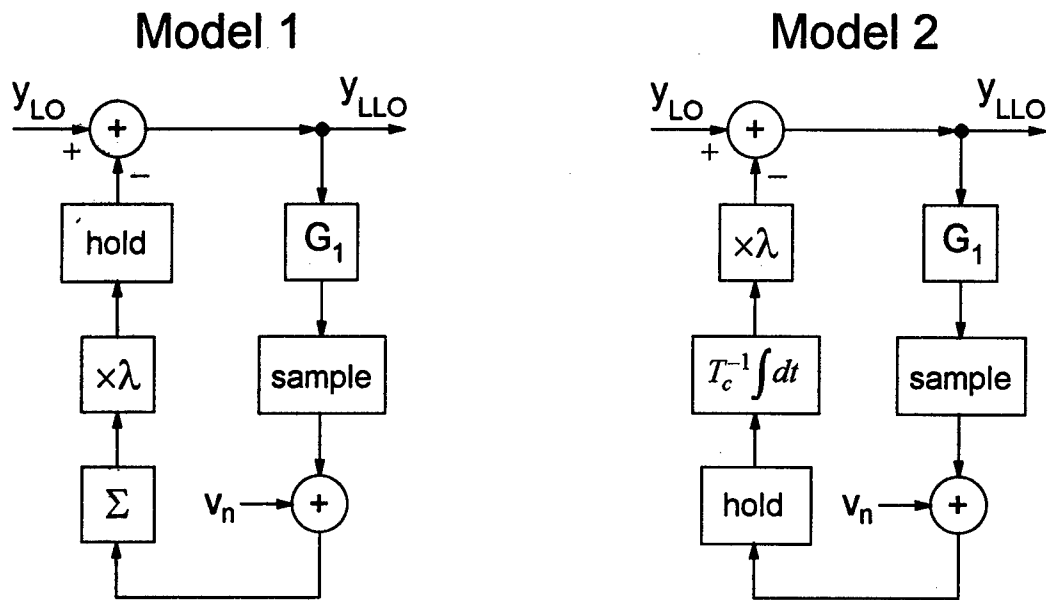 Model 1
Model 2
y_LO
y_LLO
y_LO
y_LLO
+
+
+
−
+
−
hold
G_1
×λ
G_1
×λ
sample
T_c^{-1} ∫ dt
sample
Σ
v_n
+
hold
v_n
+